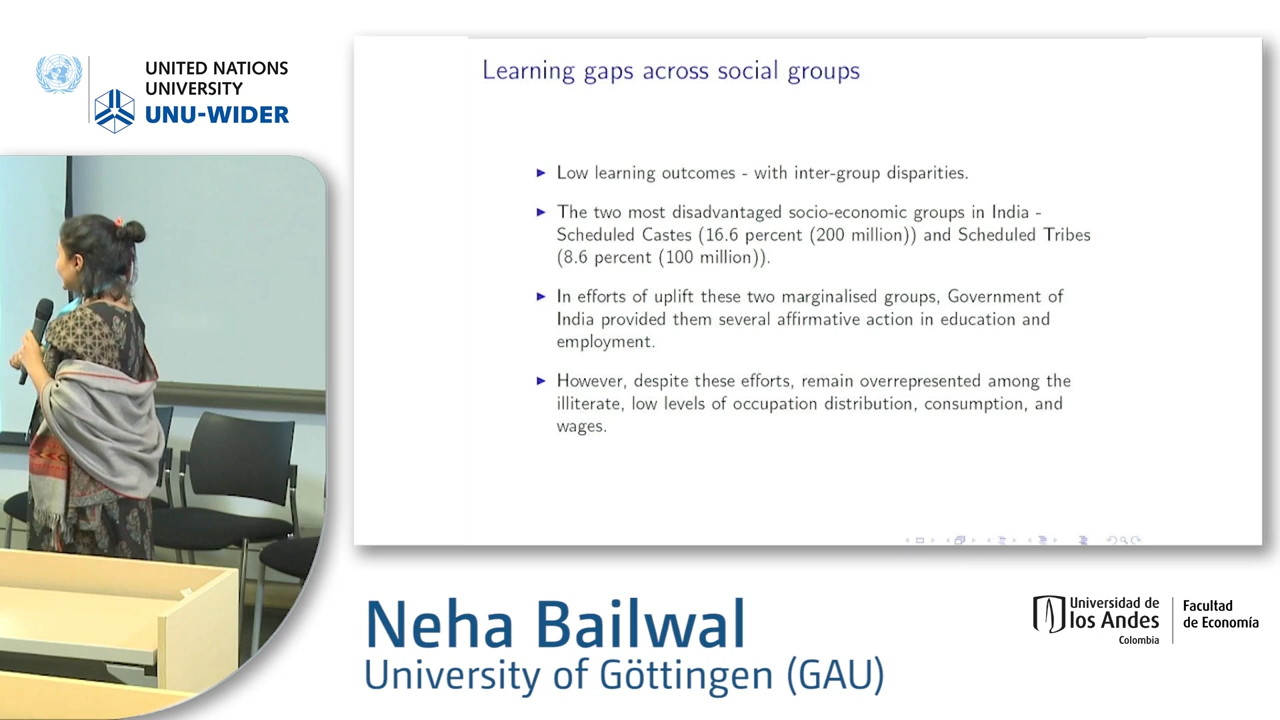 UNITED NATIONS
UNIVERSITY
UNU-WIDER
Learning gaps across social groups
Low learning outcomes - with inter-group disparities.
The two most disadvantaged socio-economic groups in India -
Scheduled Castes (16.6 percent (200 million)) and Scheduled Tribes
(8.6 percent (100 million)).
In efforts of uplift these two marginalised groups, Government of
India provided them several affirmative action in education and
employment.
However, despite these efforts, remain overrepresented among the
illiterate, low levels of occupation distribution, consumption, and
wages.
Neha Bailwal
University of Göttingen (GAU)
Universidad de
los Andes
Colombia
Facultad
de Economía